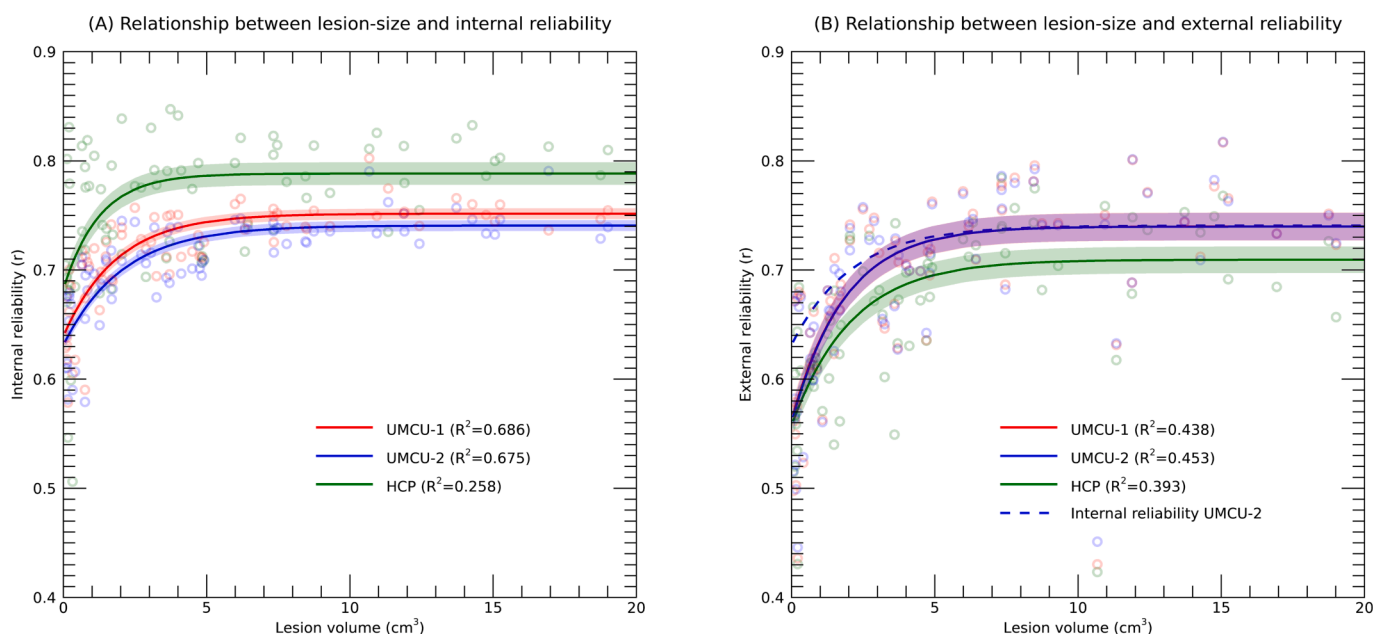 (A) Relationship between lesion-size and internal reliability
0.9
0.8
0.7
0.6
0.5
0.4
Internal reliability (r)
UMCU-1 (R²=0.686)
UMCU-2 (R²=0.675)
HCP (R²=0.258)
0 5 10 15 20
Lesion volume (cm³)
(B) Relationship between lesion-size and external reliability
0.9
0.8
0.7
0.6
0.5
0.4
External reliability (r)
UMCU-1 (R²=0.438)
UMCU-2 (R²=0.453)
HCP (R²=0.393)
Internal reliability UMCU-2
0 5 10 15 20
Lesion volume (cm³)